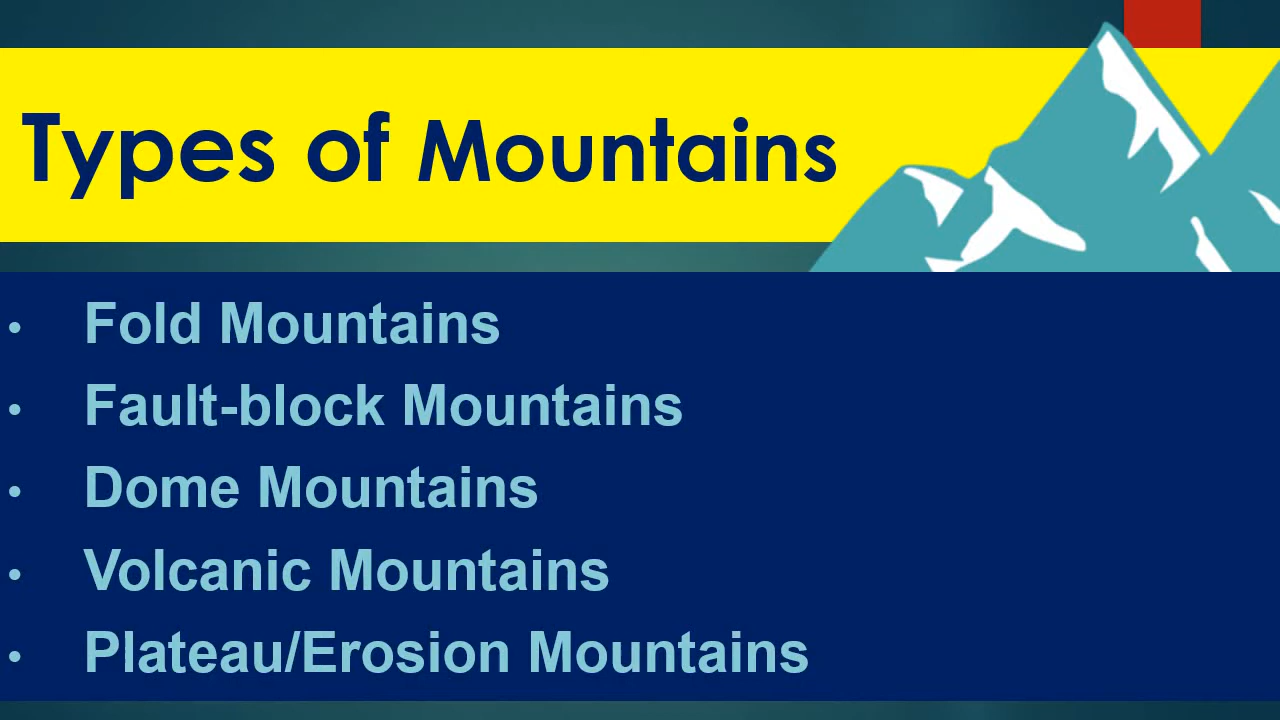 Types of Mountains
• Fold Mountains
• Fault-block Mountains
• Dome Mountains
• Volcanic Mountains
• Plateau/Erosion Mountains